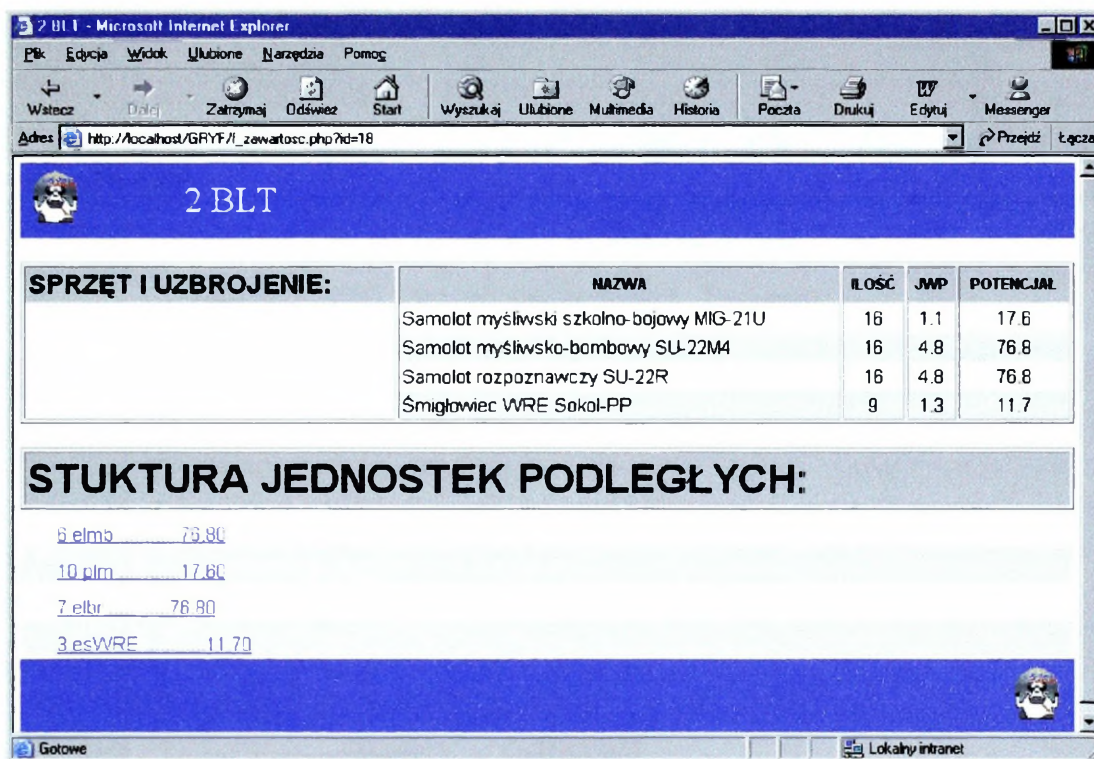 2 BLT - Microsoft Internet Explorer
Plik Edycja Widok Ulubione Narzędzia Pomoc
Wstecz Dalej Zatrzymaj Odśwież Start Wyszukaj Ulubione Multimedia Historia Poczta Drukuj Edytuj Messenger
Adres http://localhost/GRYF/f_zawartosc.php?id=18 Przejdź Łącza
2 BLT
SPRZĘT I UZBROJENIE: NAZWA ILOŚĆ JWP POTENCJAŁ
Samolot myśliwski szkolno-bojowy MIG-21U 16 1.1 17.6
Samolot myśliwsko-bombowy SU-22M4 16 4.8 76.8
Samolot rozpoznawczy SU-22R 16 4.8 76.8
Śmigłowiec WRE Sokol-PP 9 1.3 11.7
STUKTURA JEDNOSTEK PODLEGŁYCH:
6 elmb ............ 76.80
10 plm ............ 17.60
7 elbr ............ 76.80
3 esWRE ............ 11.70
Gotowe Lokalny intranet